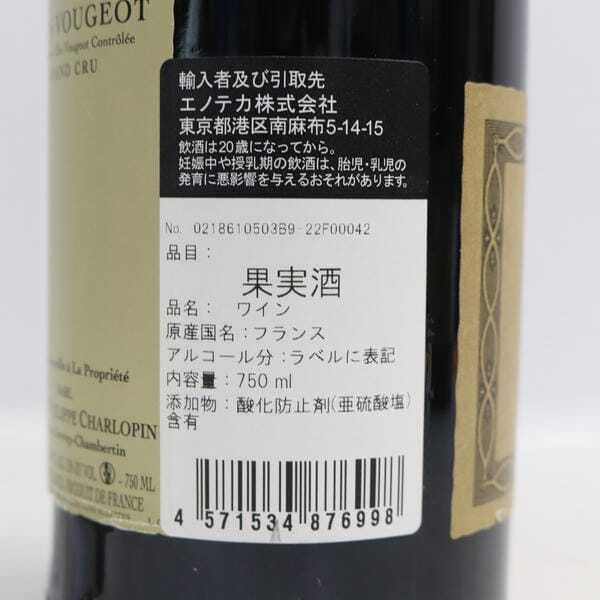 VOUGEOT
Vougeot Contrôlée
GRAND CRU
à La Propriété
PHILIPPE CHARLOPIN
Gevrey-Chambertin
VOL. - 750 ML
PRODUIT DE FRANCE
輸入者及び引取先
エノテカ株式会社
東京都港区南麻布5-14-15
飲酒は20歳になってから。
妊娠中や授乳期の飲酒は、胎児・乳児の
発育に悪影響を与えるおそれがあります。
No. 0218610503B9-22F00042
品目：
果実酒
品名： ワイン
原産国名：フランス
アルコール分：ラベルに表記
内容量：750 ml
添加物：酸化防止剤(亜硫酸塩)
含有
4 571534 876998